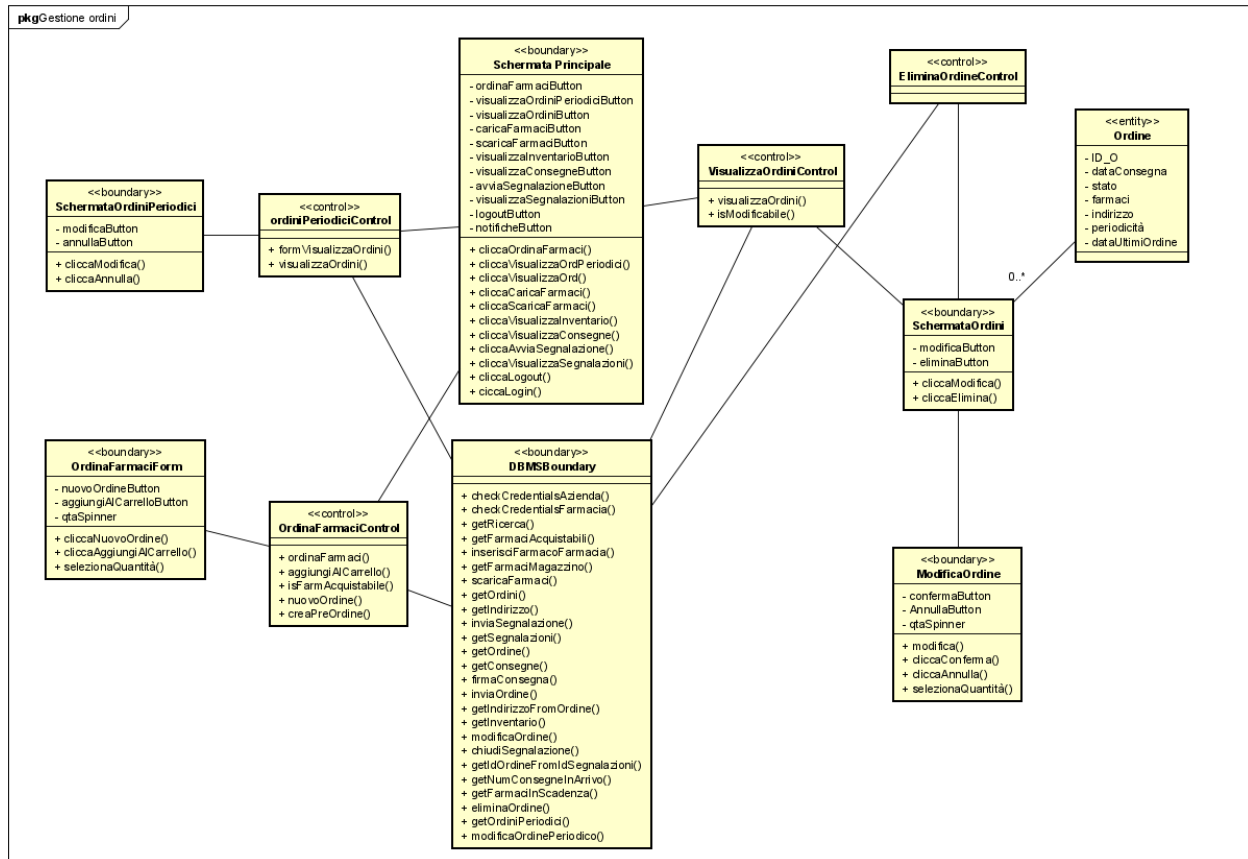 pkgGestione ordini
<<boundary>>
Schermata Principale
- ordinaFarmaciButton
- visualizzaOrdiniPeriodiciButton
- visualizzaOrdiniButton
- caricaFarmaciButton
- scaricaFarmaciButton
- visualizzaInventarioButton
- visualizzaConsegneButton
- avviaSegnalazioneButton
- visualizzaSegnalazioniButton
- logoutButton
- notificheButton
+ cliccaOrdinaFarmaci()
+ cliccaVisualizzaOrdPeriodici()
+ cliccaVisualizzaOrd()
+ cliccaCaricaFarmaci()
+ cliccaScaricaFarmaci()
+ cliccaVisualizzaInventario()
+ cliccaVisualizzaConsegne()
+ cliccaAvviaSegnalazione()
+ cliccaVisualizzaSegnalazioni()
+ cliccaLogout()
+ ciccaLogin()
<<control>>
EliminaOrdineControl
<<entity>>
Ordine
- ID_O
- dataConsegna
- stato
- farmaci
- indirizzo
- periodicità
- dataUltimiOrdine
<<control>>
VisualizzaOrdiniControl
+ visualizzaOrdini()
+ isModificabile()
<<boundary>>
SchermataOrdiniPeriodici
- modificaButton
- annullaButton
+ cliccaModifica()
+ cliccaAnnulla()
<<control>>
ordiniPeriodiciControl
+ formVisualizzaOrdini()
+ visualizzaOrdini()
0..*
<<boundary>>
SchermataOrdini
- modificaButton
- eliminaButton
+ cliccaModifica()
+ cliccaElimina()
<<boundary>>
OrdinaFarmaciForm
- nuovoOrdineButton
- aggiungiAlCarrelloButton
- qtaSpinner
+ cliccaNuovoOrdine()
+ cliccaAggiungiAlCarrello()
+ selezionaQuantità()
<<control>>
OrdinaFarmaciControl
+ ordinaFarmaci()
+ aggiungiAlCarrello()
+ isFarmAcquistabile()
+ nuovoOrdine()
+ creaPreOrdine()
<<boundary>>
DBMSBoundary
+ checkCredentialsAzienda()
+ checkCredentialsFarmacia()
+ getRicerca()
+ getFarmaciAcquistabili()
+ inserisciFarmacoFarmacia()
+ getFarmaciMagazzino()
+ scaricaFarmaci()
+ getOrdini()
+ getIndirizzo()
+ inviaSegnalazione()
+ getSegnalazioni()
+ getOrdine()
+ getConsegne()
+ firmaConsegna()
+ inviaOrdine()
+ getIndirizzoFromOrdine()
+ getInventario()
+ modificaOrdine()
+ chiudiSegnalazione()
+ getIdOrdineFromIdSegnalazioni()
+ getNumConsegneInArrivo()
+ getFarmaciInScadenza()
+ eliminaOrdine()
+ getOrdiniPeriodici()
+ modificaOrdinePeriodico()
<<boundary>>
ModificaOrdine
- confermaButton
- AnnullaButton
- qtaSpinner
+ modifica()
+ cliccaConferma()
+ cliccaAnnulla()
+ selezionaQuantità()